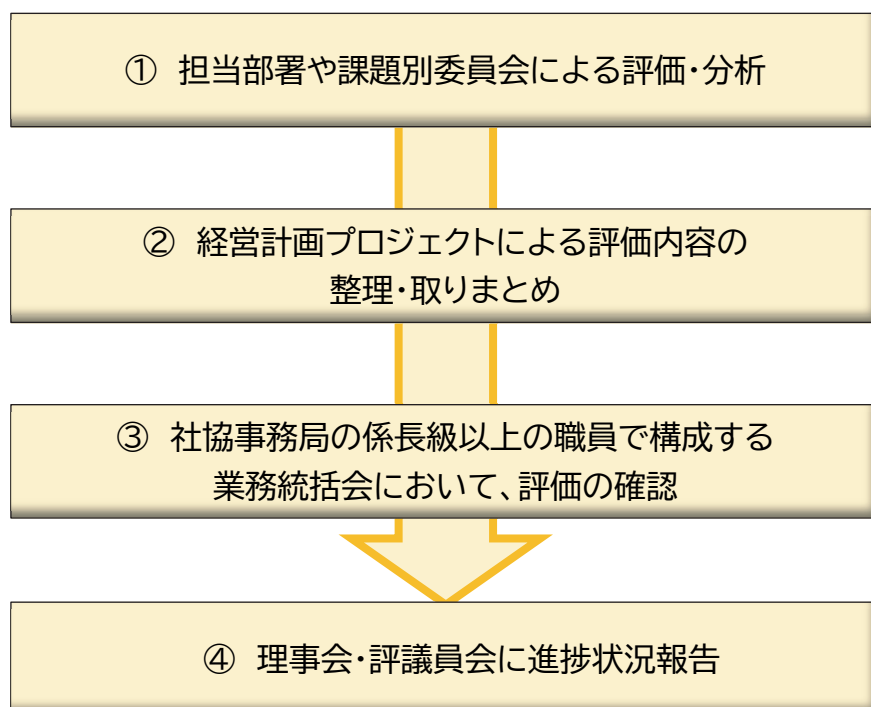 ① 担当部署や課題別委員会による評価・分析
② 経営計画プロジェクトによる評価内容の
整理・取りまとめ
③ 社協事務局の係長級以上の職員で構成する
業務統括会において、評価の確認
④ 理事会・評議員会に進捗状況報告